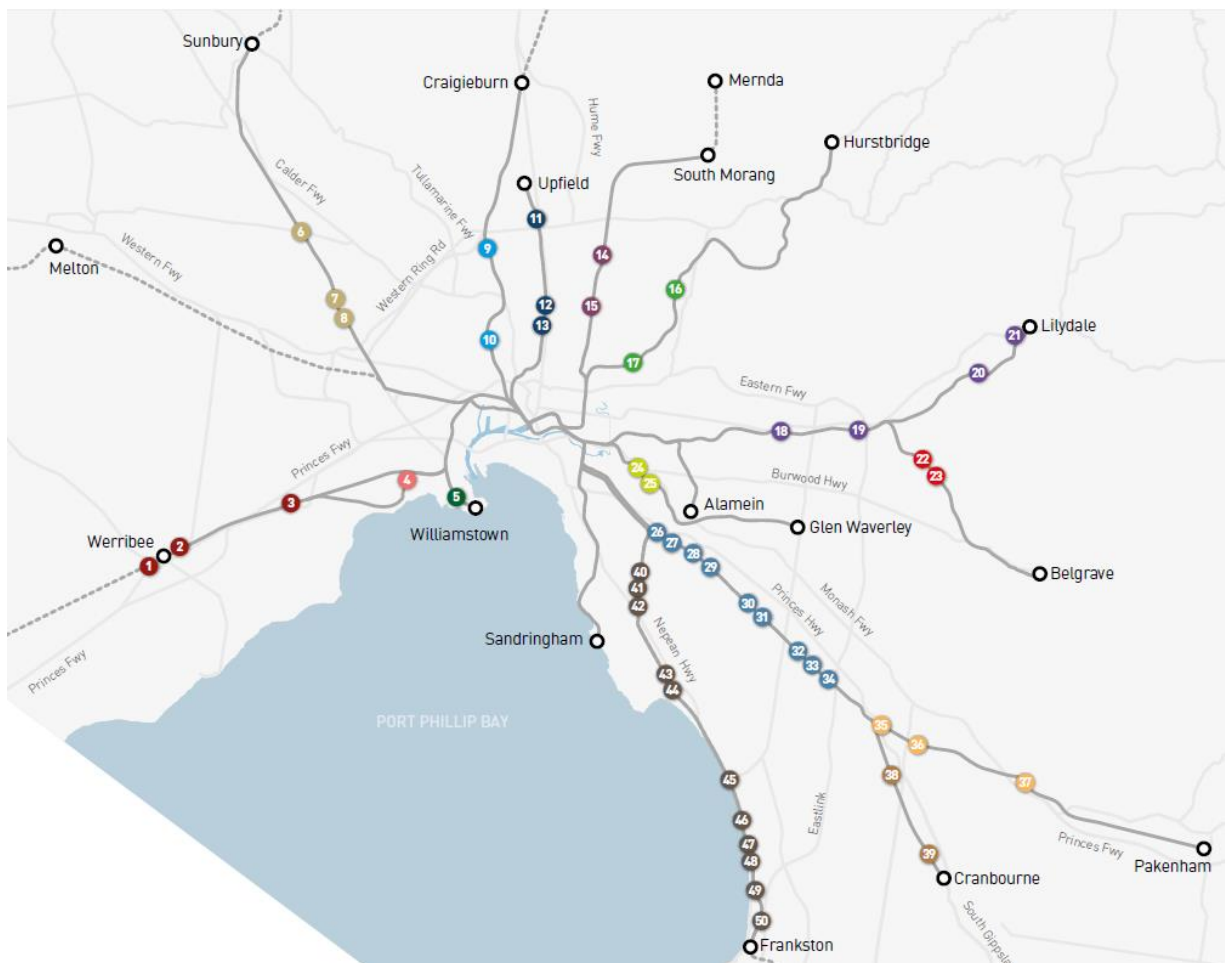 Sunbury
Craigieburn
Mernda
Hurstbridge
Hume Fwy
South Morang
Calder Fwy
Tullamarine Fwy
Upfield
11
6
Western Fwy
Melton
Western Ring Rd
9
14
16
7
8
12
13
15
10
17
Lilydale
21
20
Eastern Fwy
18
19
Princes Fwy
22
23
24
25
Burwood Hwy
4
3
5
Williamstown
Alamein
Glen Waverley
Werribee
2
1
26
27
28
29
Belgrave
40
41
42
30
31
Princes Hwy
Monash Fwy
Sandringham
Nepean Hwy
32
33
34
43
44
Princes Fwy
PORT PHILLIP BAY
35
36
37
38
45
46
47
48
49
50
Eastlink
39
Princes Fwy
Pakenham
Cranbourne
South Gippsla
Frankston